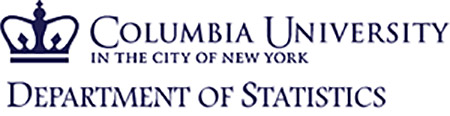 COLUMBIA UNIVERSITY
IN THE CITY OF NEW YORK
DEPARTMENT OF STATISTICS